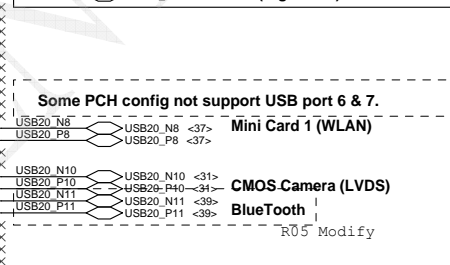 Some PCH config not support USB port 6 & 7.
USB20_N8 USB20_N8 <37> Mini Card 1 (WLAN)
USB20_P8 USB20_P8 <37>
USB20_N10 USB20_N10 <31>
USB20_P10 USB20_P10 <31> CMOS Camera (LVDS)
USB20_N11 USB20_N11 <39>
USB20_P11 USB20_P11 <39> BlueTooth
R05 Modify